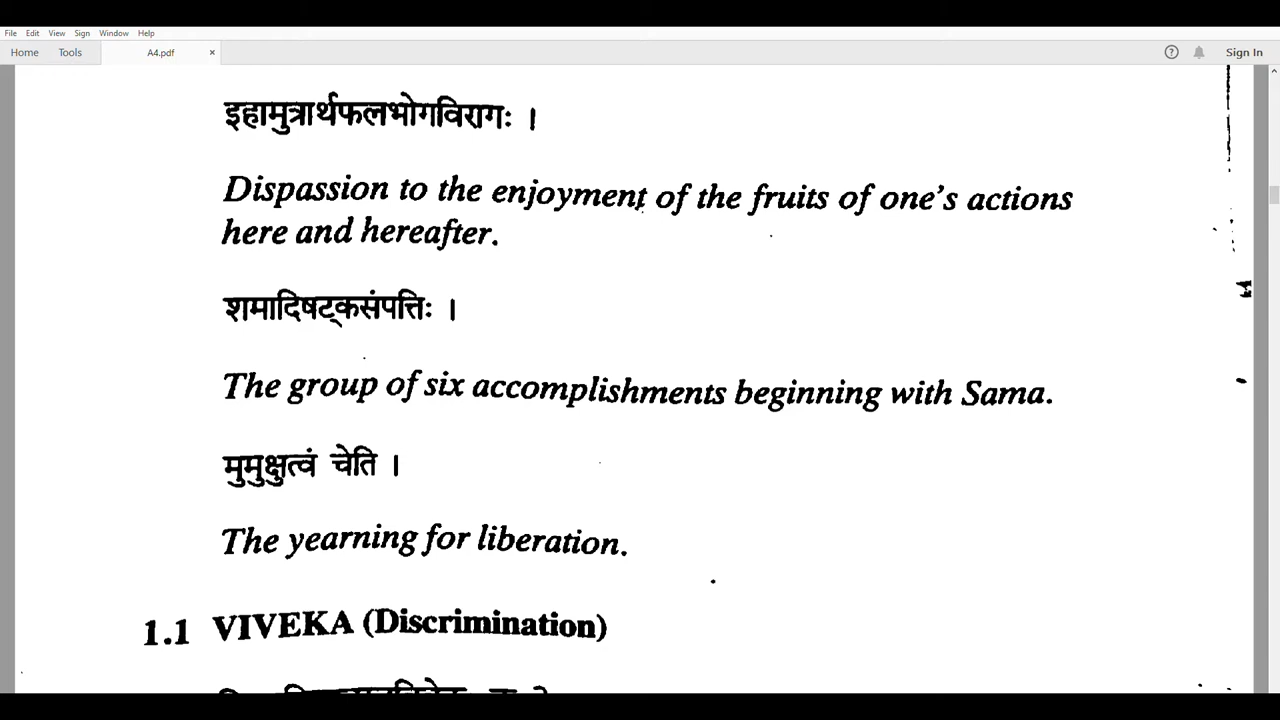 File Edit View Sign Window Help
Home Tools A4.pdf × ? Sign In
इहामुत्रार्थफलभोगविरागः ।
Dispassion to the enjoyment of the fruits of one's actions
here and hereafter.
शमादिषट्कसंपत्तिः ।
The group of six accomplishments beginning with Sama.
मुमुक्षुत्वं चेति ।
The yearning for liberation.
1.1 VIVEKA (Discrimination)